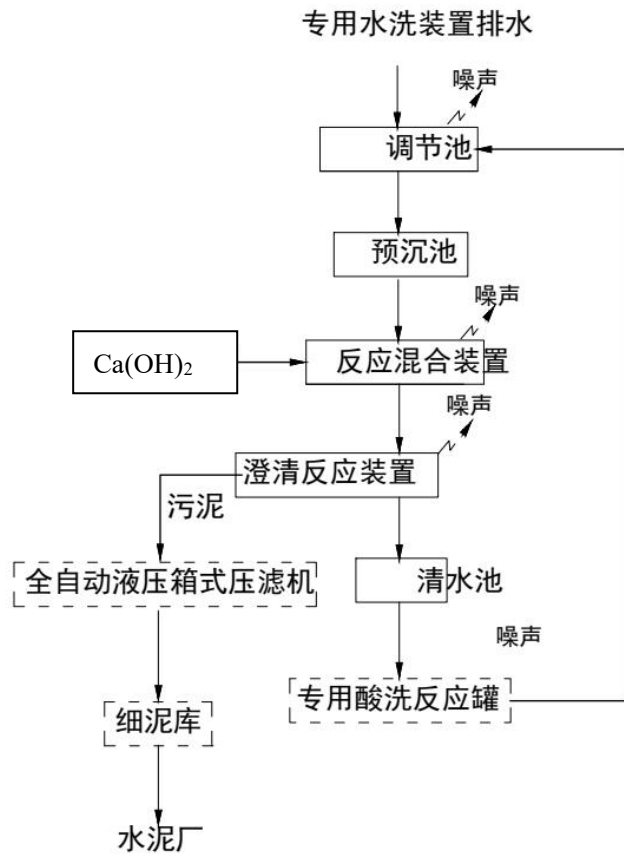 专用水洗装置排水
噪声
调节池
预沉池
噪声
Ca(OH)₂
反应混合装置
噪声
澄清反应装置
污泥
全自动液压箱式压滤机
清水池
噪声
专用酸洗反应罐
细泥库
水泥厂